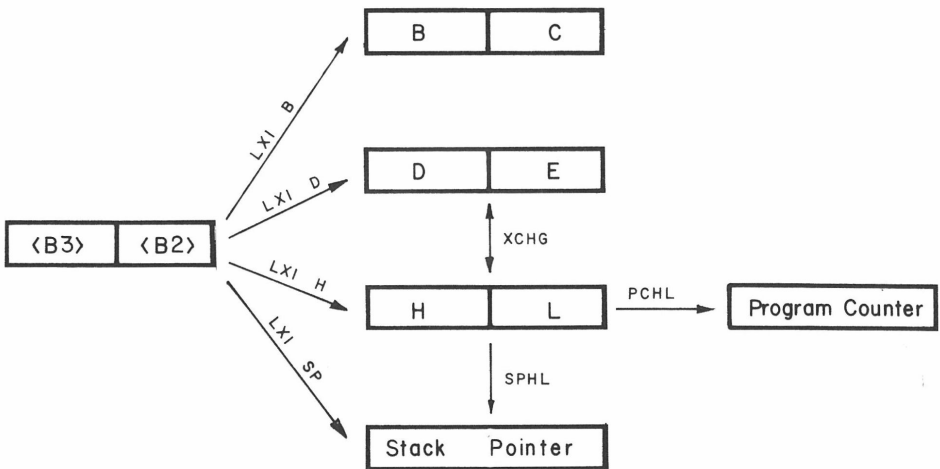 B C
LXI B
D E
LXI D
<B3> <B2>
XCHG
LXI H
H L
PCHL
Program Counter
LXI SP
SPHL
Stack Pointer